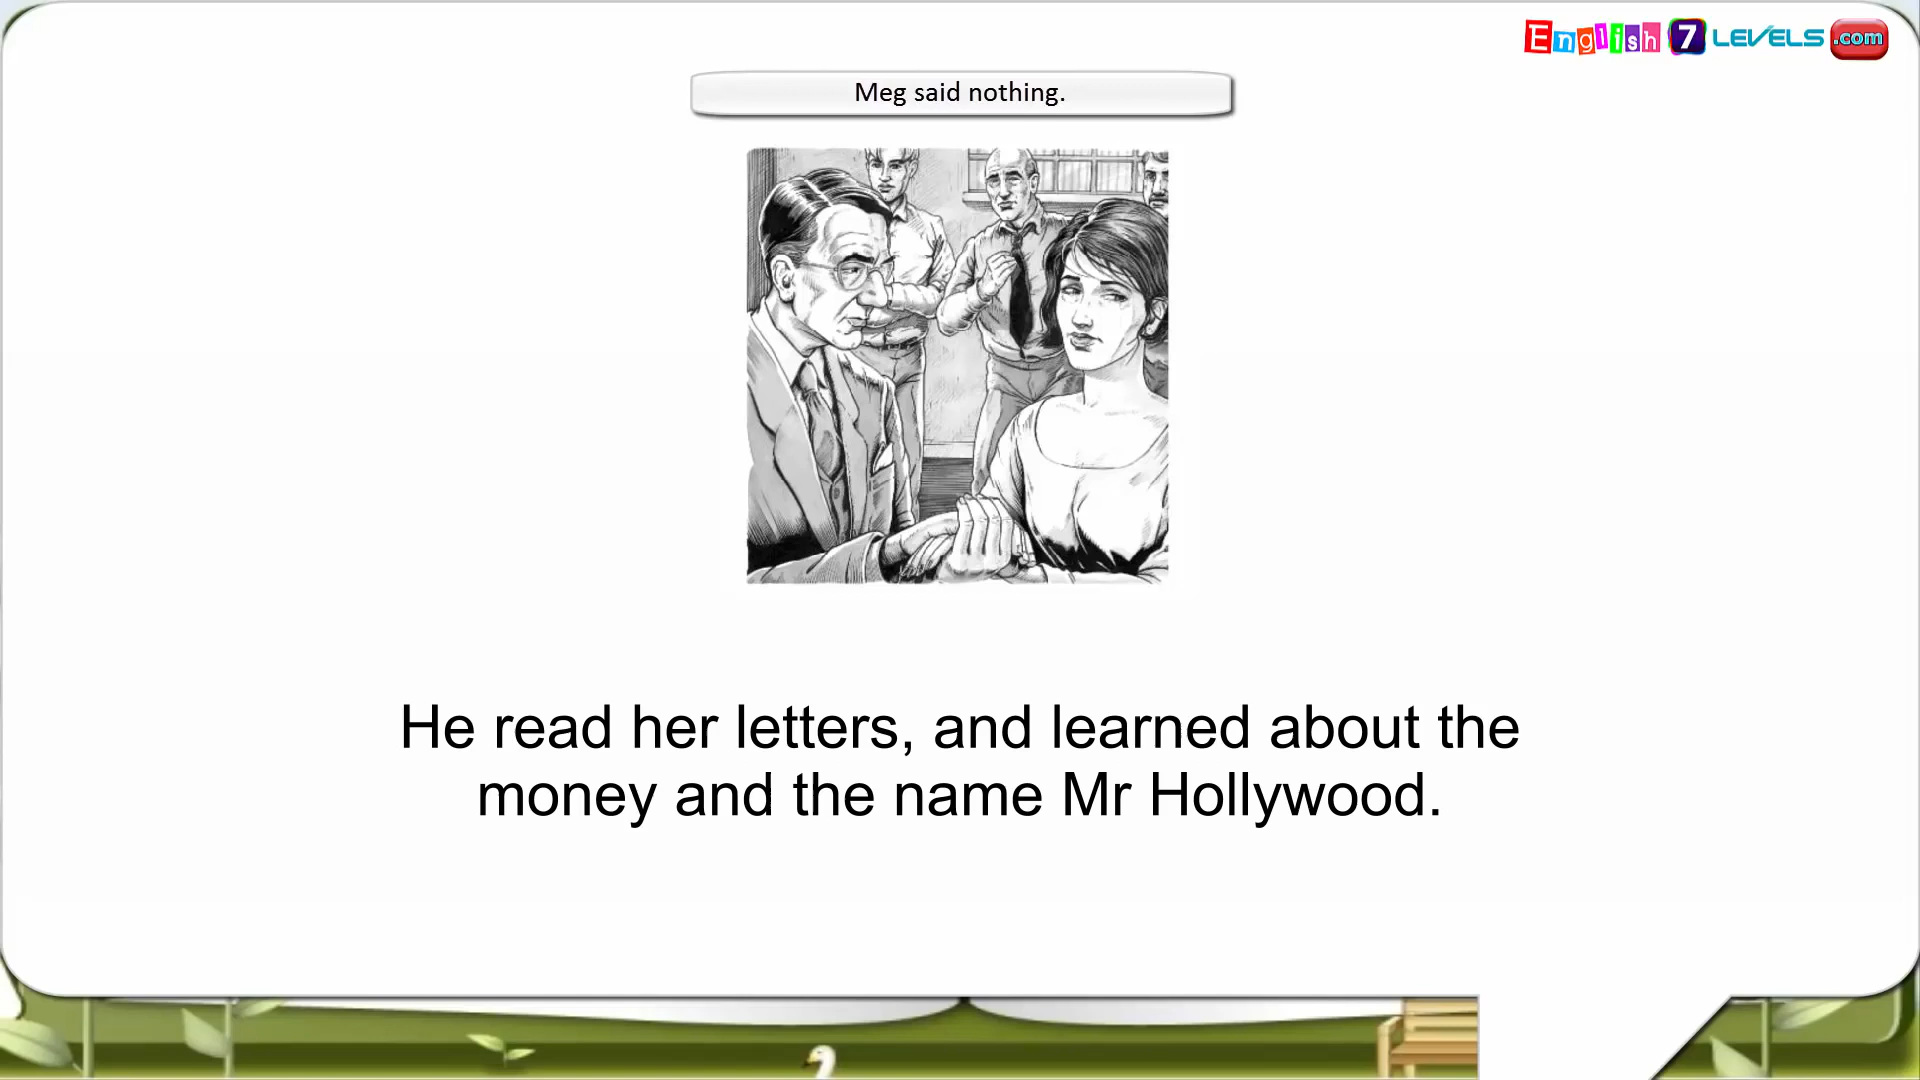 English 7 LEVELS .com
Meg said nothing.
He read her letters, and learned about the
money and the name Mr Hollywood.